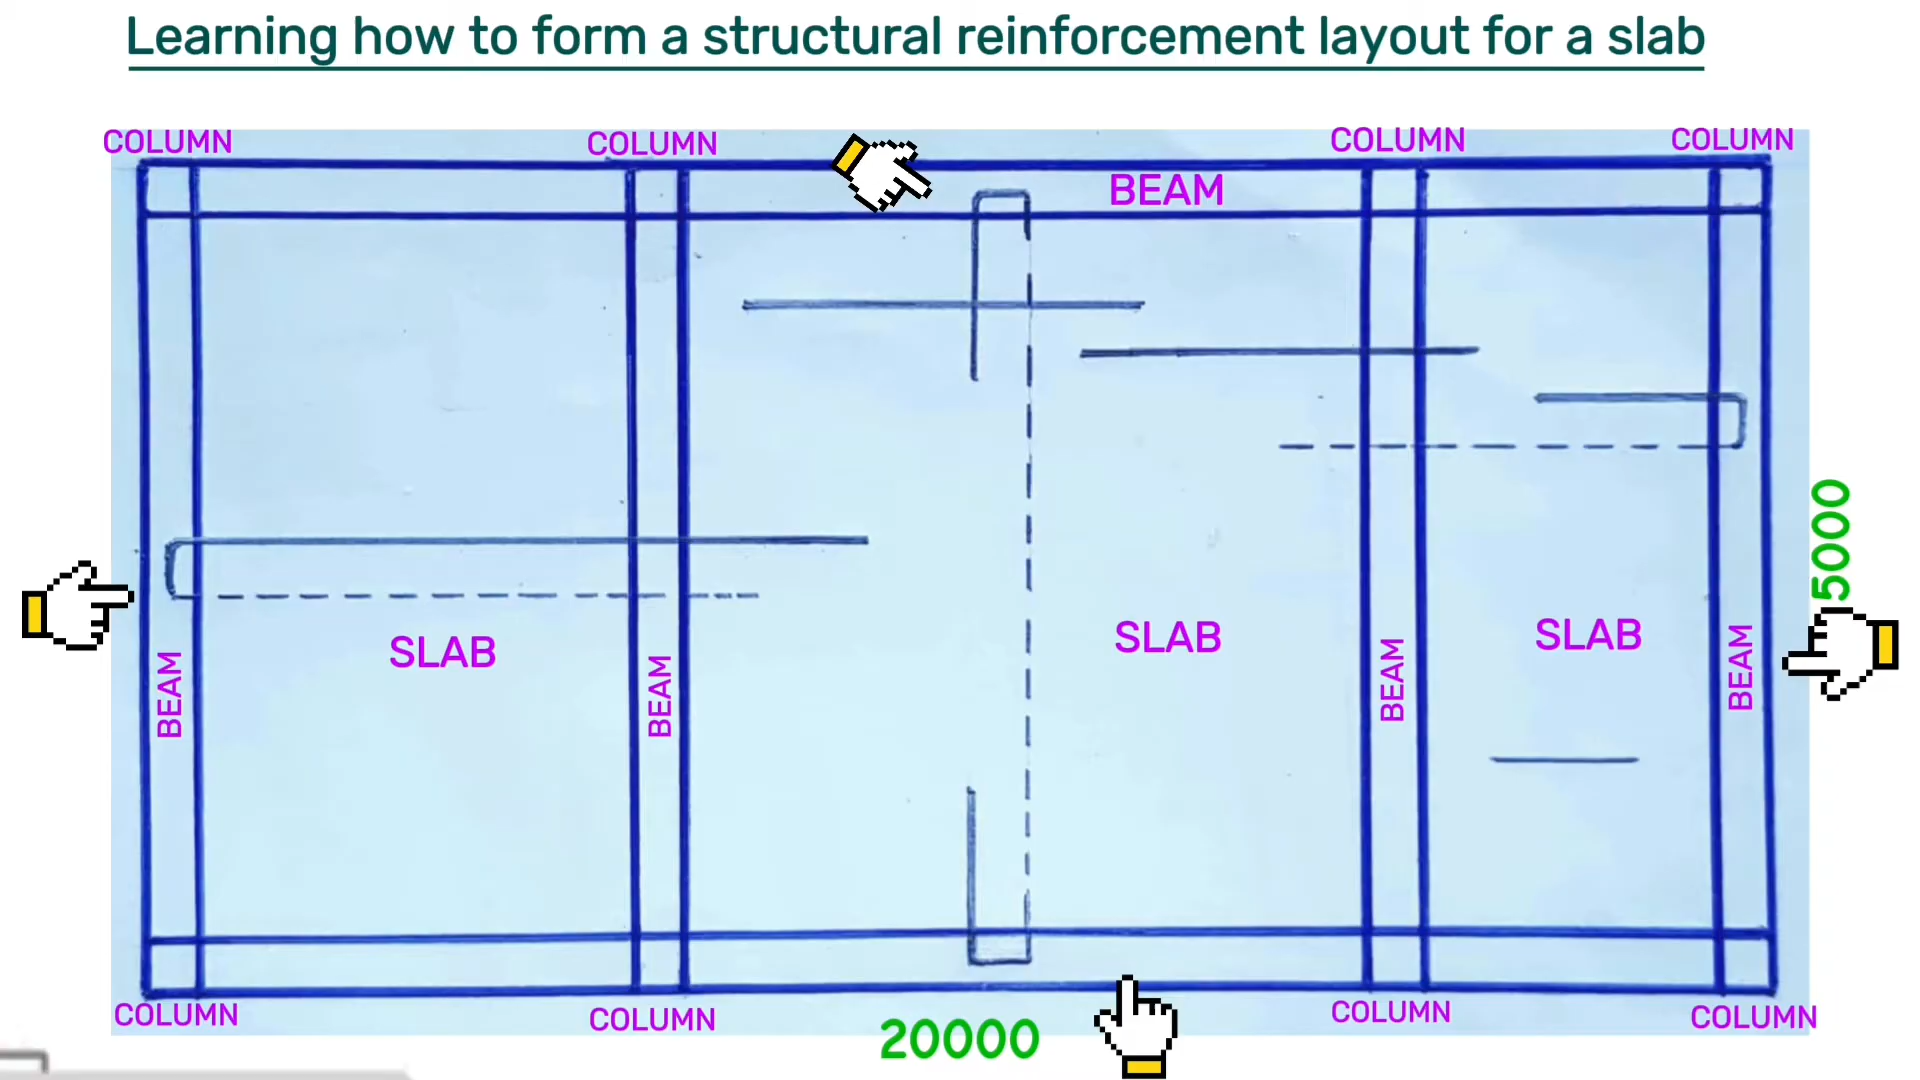 Learning how to form a structural reinforcement layout for a slab
COLUMN
COLUMN
COLUMN
COLUMN
BEAM
5000
SLAB
SLAB
SLAB
BEAM
BEAM
BEAM
BEAM
COLUMN
COLUMN
COLUMN
COLUMN
20000